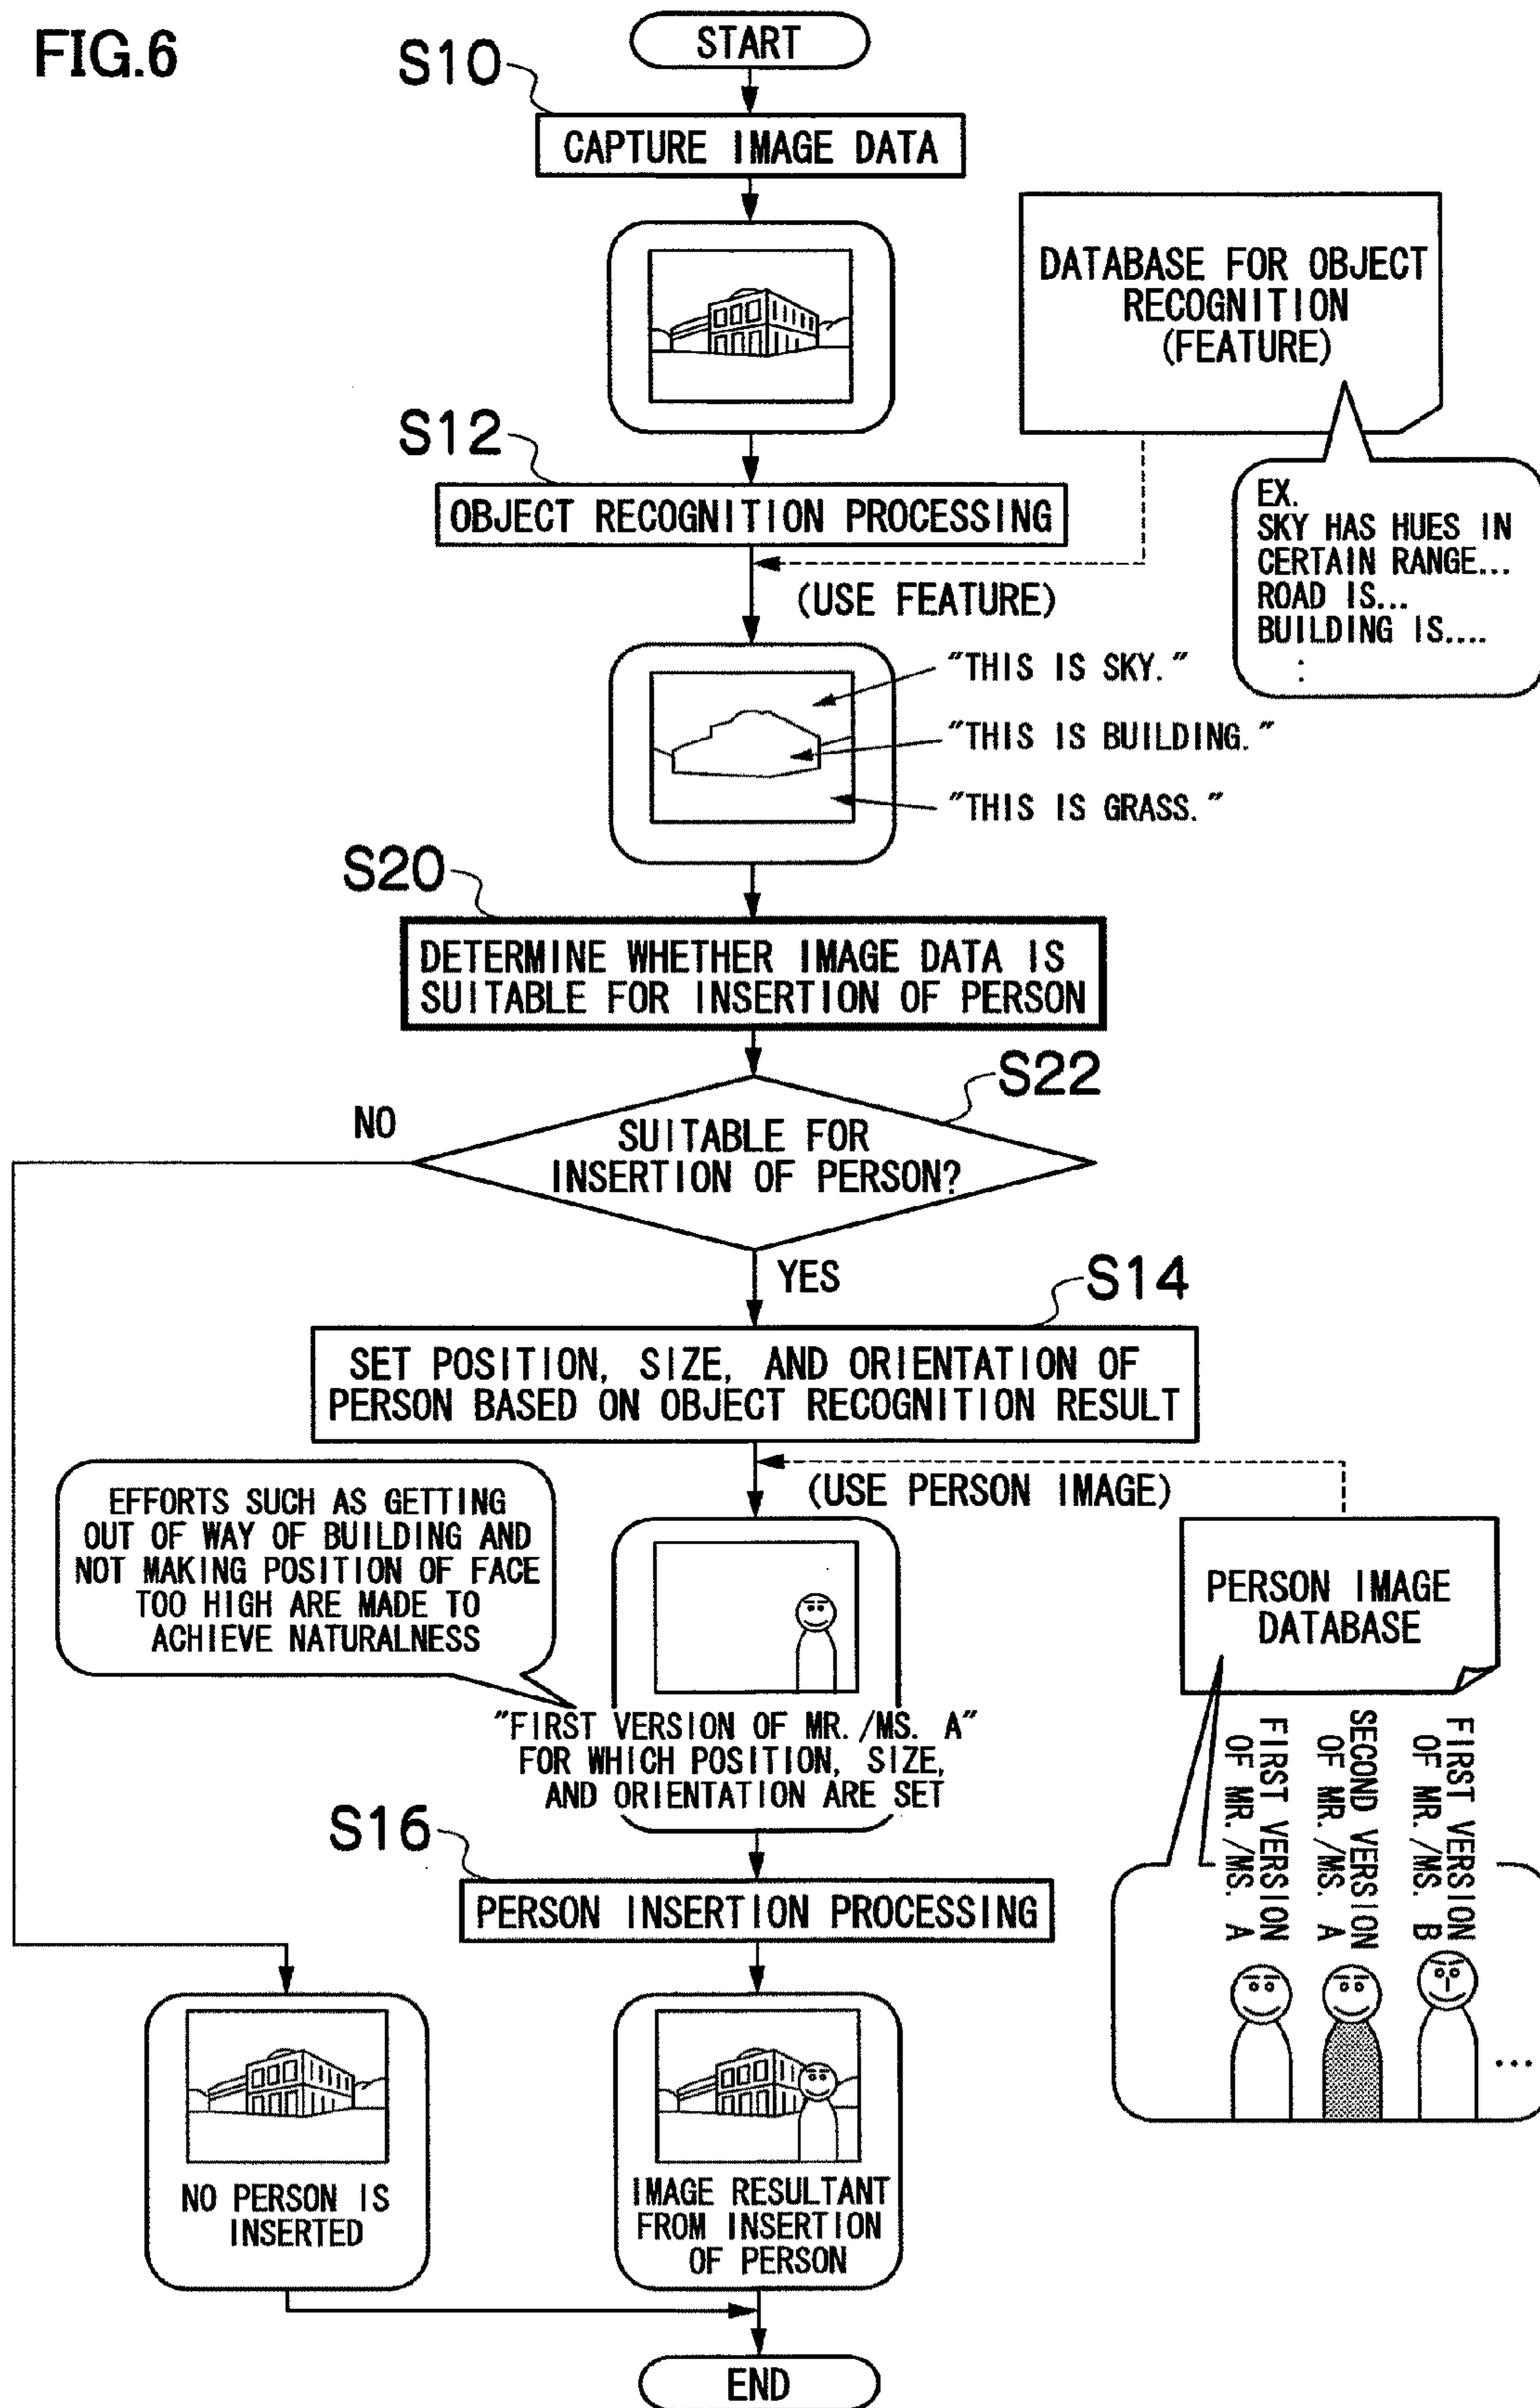 FIG.6
START
S10
CAPTURE IMAGE DATA
DATABASE FOR OBJECT
RECOGNITION
(FEATURE)
EX.
SKY HAS HUES IN
CERTAIN RANGE...
ROAD IS...
BUILDING IS....
:
S12
OBJECT RECOGNITION PROCESSING
(USE FEATURE)
"THIS IS SKY."
"THIS IS BUILDING."
"THIS IS GRASS."
S20
DETERMINE WHETHER IMAGE DATA IS
SUITABLE FOR INSERTION OF PERSON
S22
SUITABLE FOR
INSERTION OF PERSON?
NO
YES
S14
SET POSITION, SIZE, AND ORIENTATION OF
PERSON BASED ON OBJECT RECOGNITION RESULT
(USE PERSON IMAGE)
EFFORTS SUCH AS GETTING
OUT OF WAY OF BUILDING AND
NOT MAKING POSITION OF FACE
TOO HIGH ARE MADE TO
ACHIEVE NATURALNESS
PERSON IMAGE
DATABASE
"FIRST VERSION OF MR./MS. A"
FOR WHICH POSITION, SIZE,
AND ORIENTATION ARE SET
FIRST VERSION
OF MR./MS. A
SECOND VERSION
OF MR./MS. A
FIRST VERSION
OF MR./MS. B
...
S16
PERSON INSERTION PROCESSING
NO PERSON IS
INSERTED
IMAGE RESULTANT
FROM INSERTION
OF PERSON
END